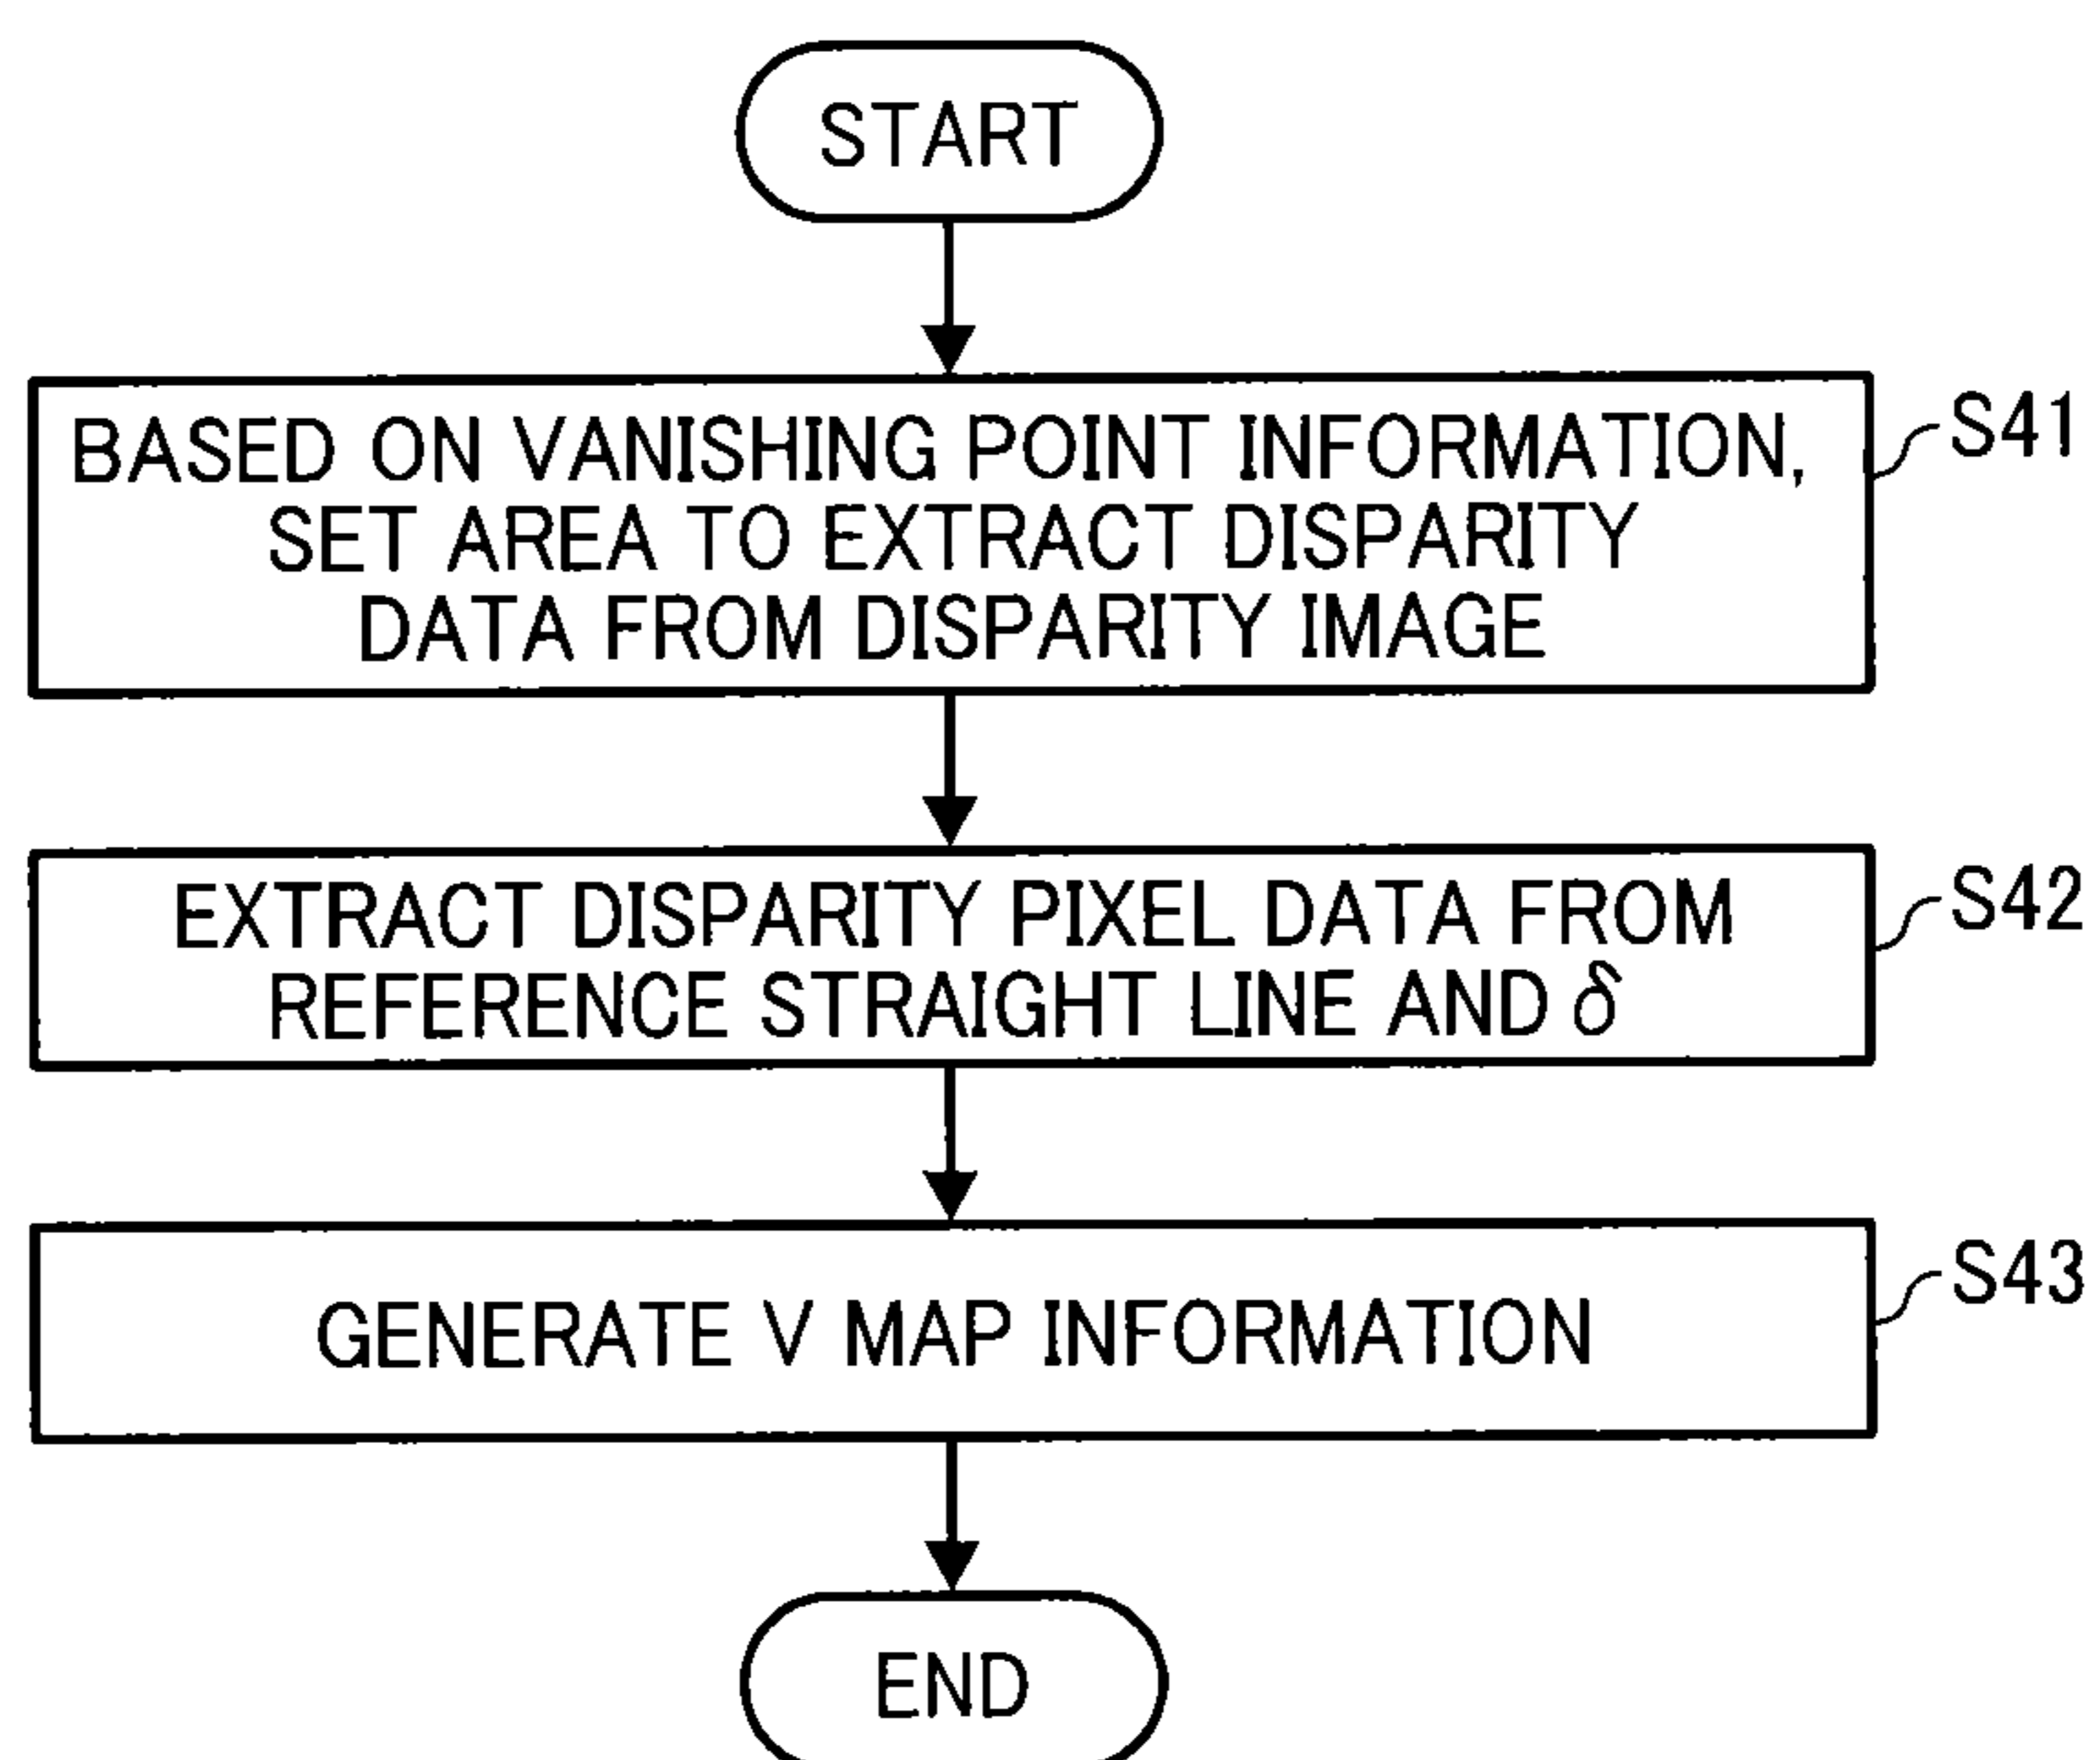 START
BASED ON VANISHING POINT INFORMATION,
SET AREA TO EXTRACT DISPARITY
DATA FROM DISPARITY IMAGE
S41
EXTRACT DISPARITY PIXEL DATA FROM
REFERENCE STRAIGHT LINE AND δ
S42
GENERATE V MAP INFORMATION
S43
END